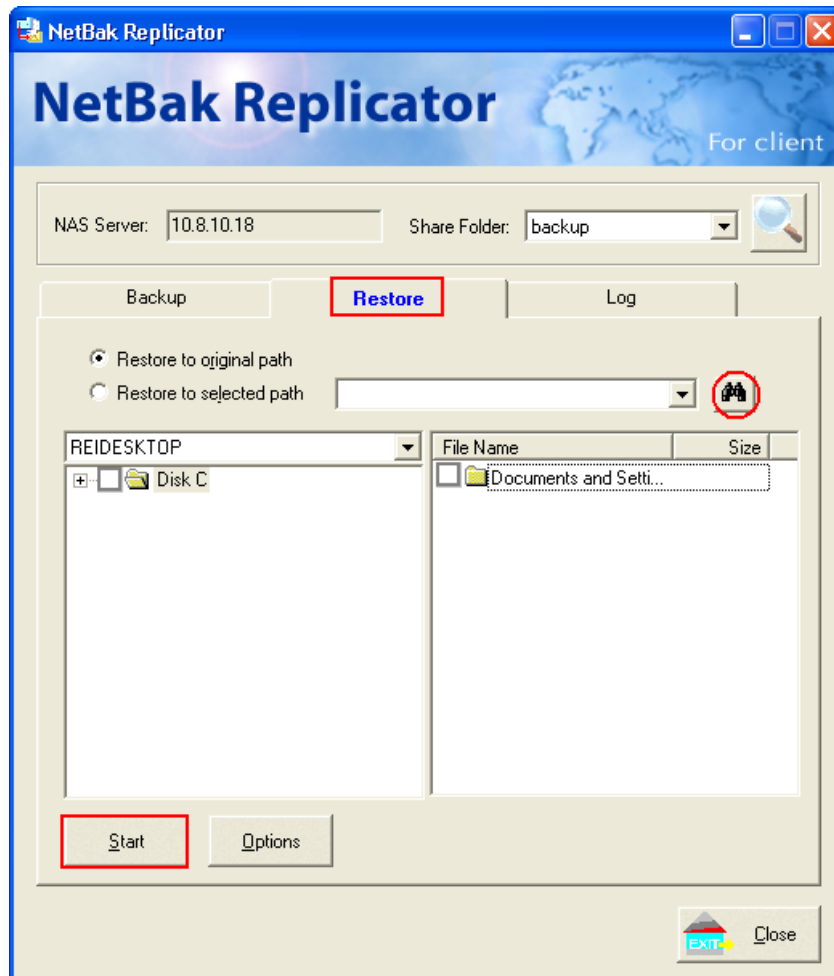 NetBak Replicator
NetBak Replicator
For client
NAS Server: 10.8.10.18 Share Folder: backup
Backup Restore Log
Restore to original path
Restore to selected path
REIDESKTOP File Name Size
Disk C Documents and Setti...
Start Options
EXIT Close